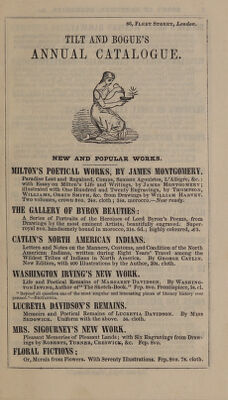 86, FLEET STREET, London.
TILT AND BOGUE'S
ANNUAL CATALOGUE.
NEW AND POPULAR WORKS.
MILTON'S POETICAL WORKS, BY JAMES MONTGOMERY.
Paradise Lost and Regained, Comus, Samson Agonistes, L'Allegro, &c. :
with Essay on Milton's Life and Writings, by JAMES MONTGOMERY;
illustrated with One Hundred and Twenty Engravings, by THOMPSON,
WILLIAMS, ORRIN SMITH, &c. from Drawings by WILLIAM HARVEY.
Two volumes, crown 8vo. 24s. cloth; 34s. morocco.—Now ready.
THE GALLERY OF BYRON BEAUTIES:
A Series of Portraits of the Heroines of Lord Byron's Poems, from
Drawings by the most eminent Artists, beautifully engraved. Super-
royal 8vo. handsomely bound in morocco, 31s. 6d.; highly coloured,
CATLIN'S NORTH AMERICAN INDIANS.
Letters and Notes on the Manners, Customs, and Condition of the North
American Indians, written during Eight Years' Travel among the
Wildest Tribes of Indians in North America. By GEORGE CATLIN.
New Edition, with 400 Illustrations by the Author, 30s. cloth.
WASHINGTON IRVING'S NEW WORK.
Life and Poetical Remains of MARGARET DAVIDSON. By WASHING-
TON IRVING, Author of "The Sketch-Book." Fcp. 8vo. Frontispiece, 5s. cl.
" Beyond all question one of the most singular and interesting pieces of literary history ever
penned."—
LUCRETIA DAVIDSON'S REMAINS.
Memoirs and Poetical Remains of LUCRETIA DAVIDSON. By MISS
SEDGWICK. Uniform with the above. 5s. cloth.
MRS. SIGOURNEY'S NEW WORK.
Pleasant Memories of Pleasant Lands; with Six Engravings from Draw-
ings by ROBERTS, TURNER, CRESWICK, &c. Fcp. 8vo.
FLORAL FICTIONS;
Or, Morals from Flowers. With Seventy Illustrations. Fcp. 8vo. 7s. cloth.